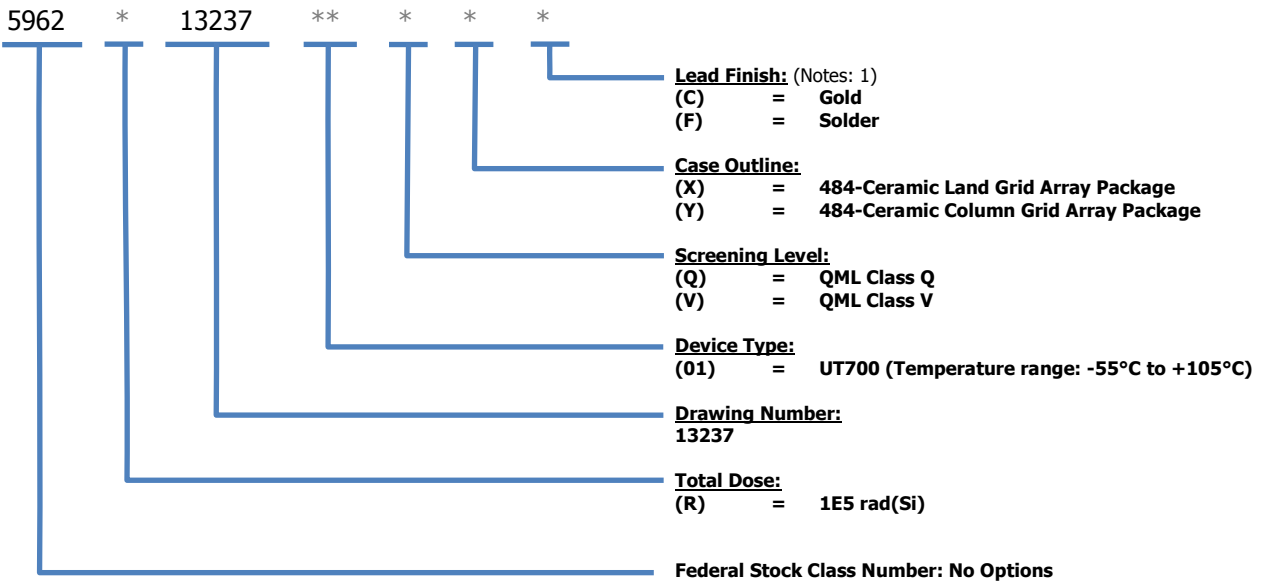 5962 * 13237 ** * * *
Lead Finish: (Notes: 1)
(C) = Gold
(F) = Solder
Case Outline:
(X) = 484-Ceramic Land Grid Array Package
(Y) = 484-Ceramic Column Grid Array Package
Screening Level:
(Q) = QML Class Q
(V) = QML Class V
Device Type:
(01) = UT700 (Temperature range: -55°C to +105°C)
Drawing Number:
13237
Total Dose:
(R) = 1E5 rad(Si)
Federal Stock Class Number: No Options